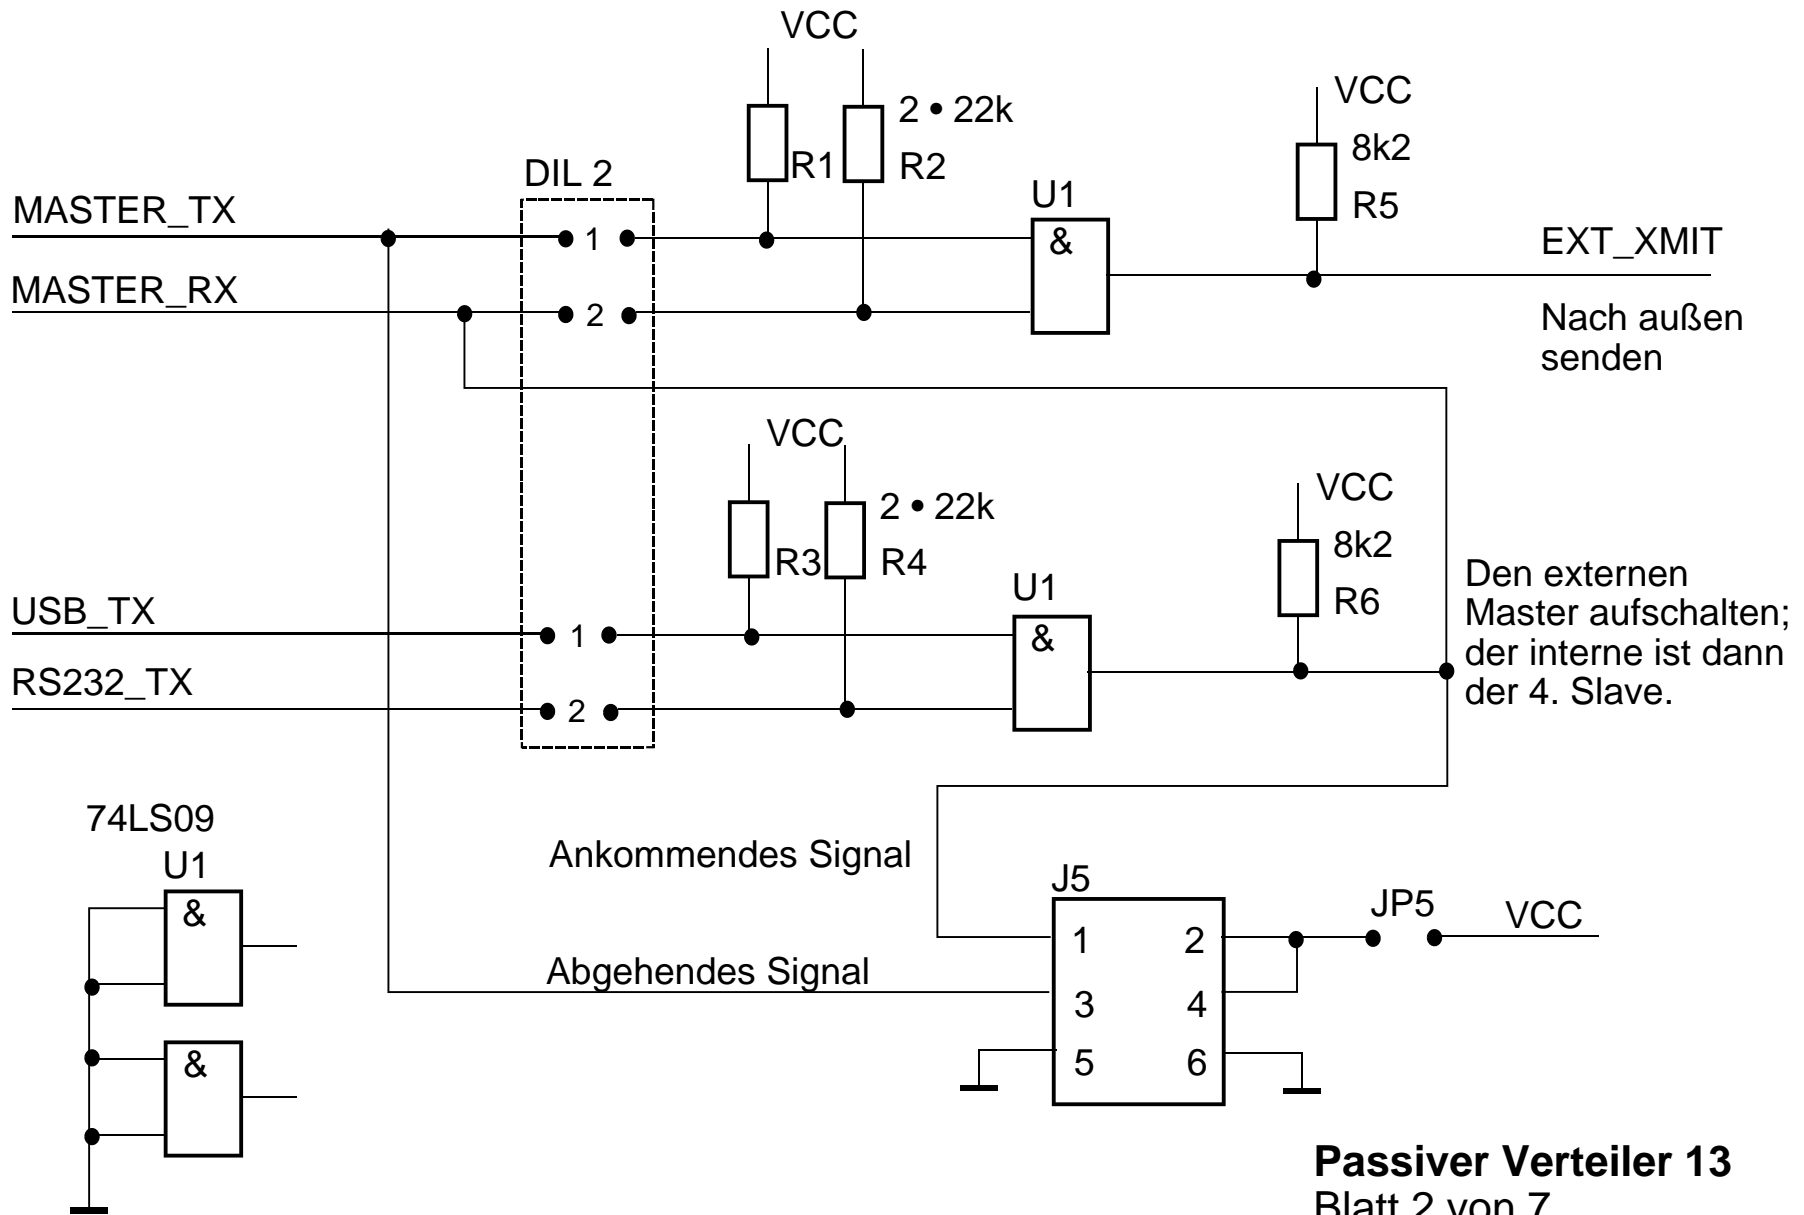 VCC
2 • 22k
R1
R2
VCC
8k2
R5
DIL 2
U1
MASTER_TX
1
&
EXT_XMIT
MASTER_RX
2
Nach außen
senden
VCC
2 • 22k
R3
R4
VCC
8k2
R6
U1
Den externen
Master aufschalten;
der interne ist dann
der 4. Slave.
USB_TX
1
&
RS232_TX
2
74LS09
U1
&
&
Ankommendes Signal
J5
JP5
VCC
1 2
Abgehendes Signal
3 4
5 6
Passiver Verteiler 13
Blatt 2 von 7